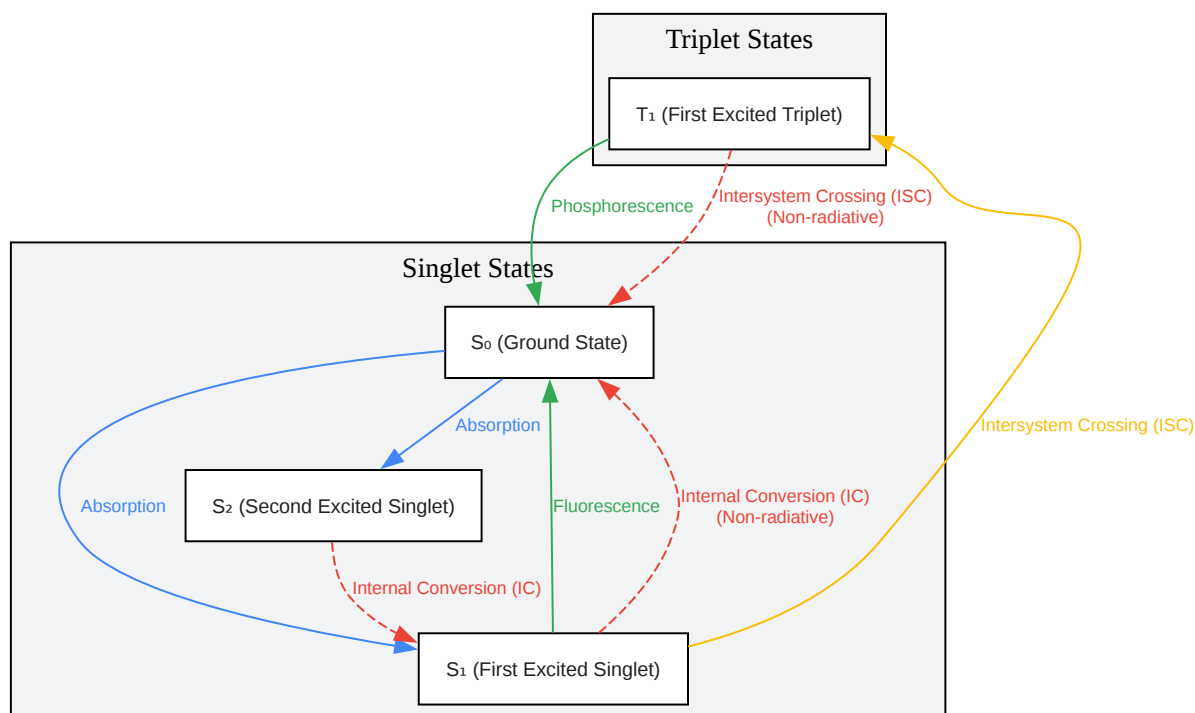 Triplet States
T₁ (First Excited Triplet)
Phosphorescence
Intersystem Crossing (ISC)
(Non-radiative)
Singlet States
S₀ (Ground State)
Absorption
Intersystem Crossing (ISC)
Absorption
S₂ (Second Excited Singlet)
Fluorescence
Internal Conversion (IC)
(Non-radiative)
Internal Conversion (IC)
S₁ (First Excited Singlet)